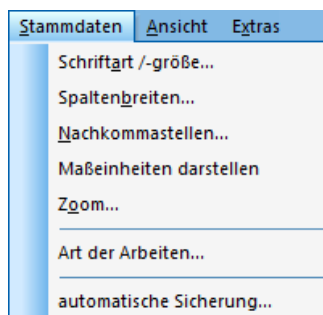 Stammdaten Ansicht Extras
Schriftart /-größe...
Spaltenbreiten...
Nachkommastellen...
Maßeinheiten darstellen
Zoom...
Art der Arbeiten...
automatische Sicherung...